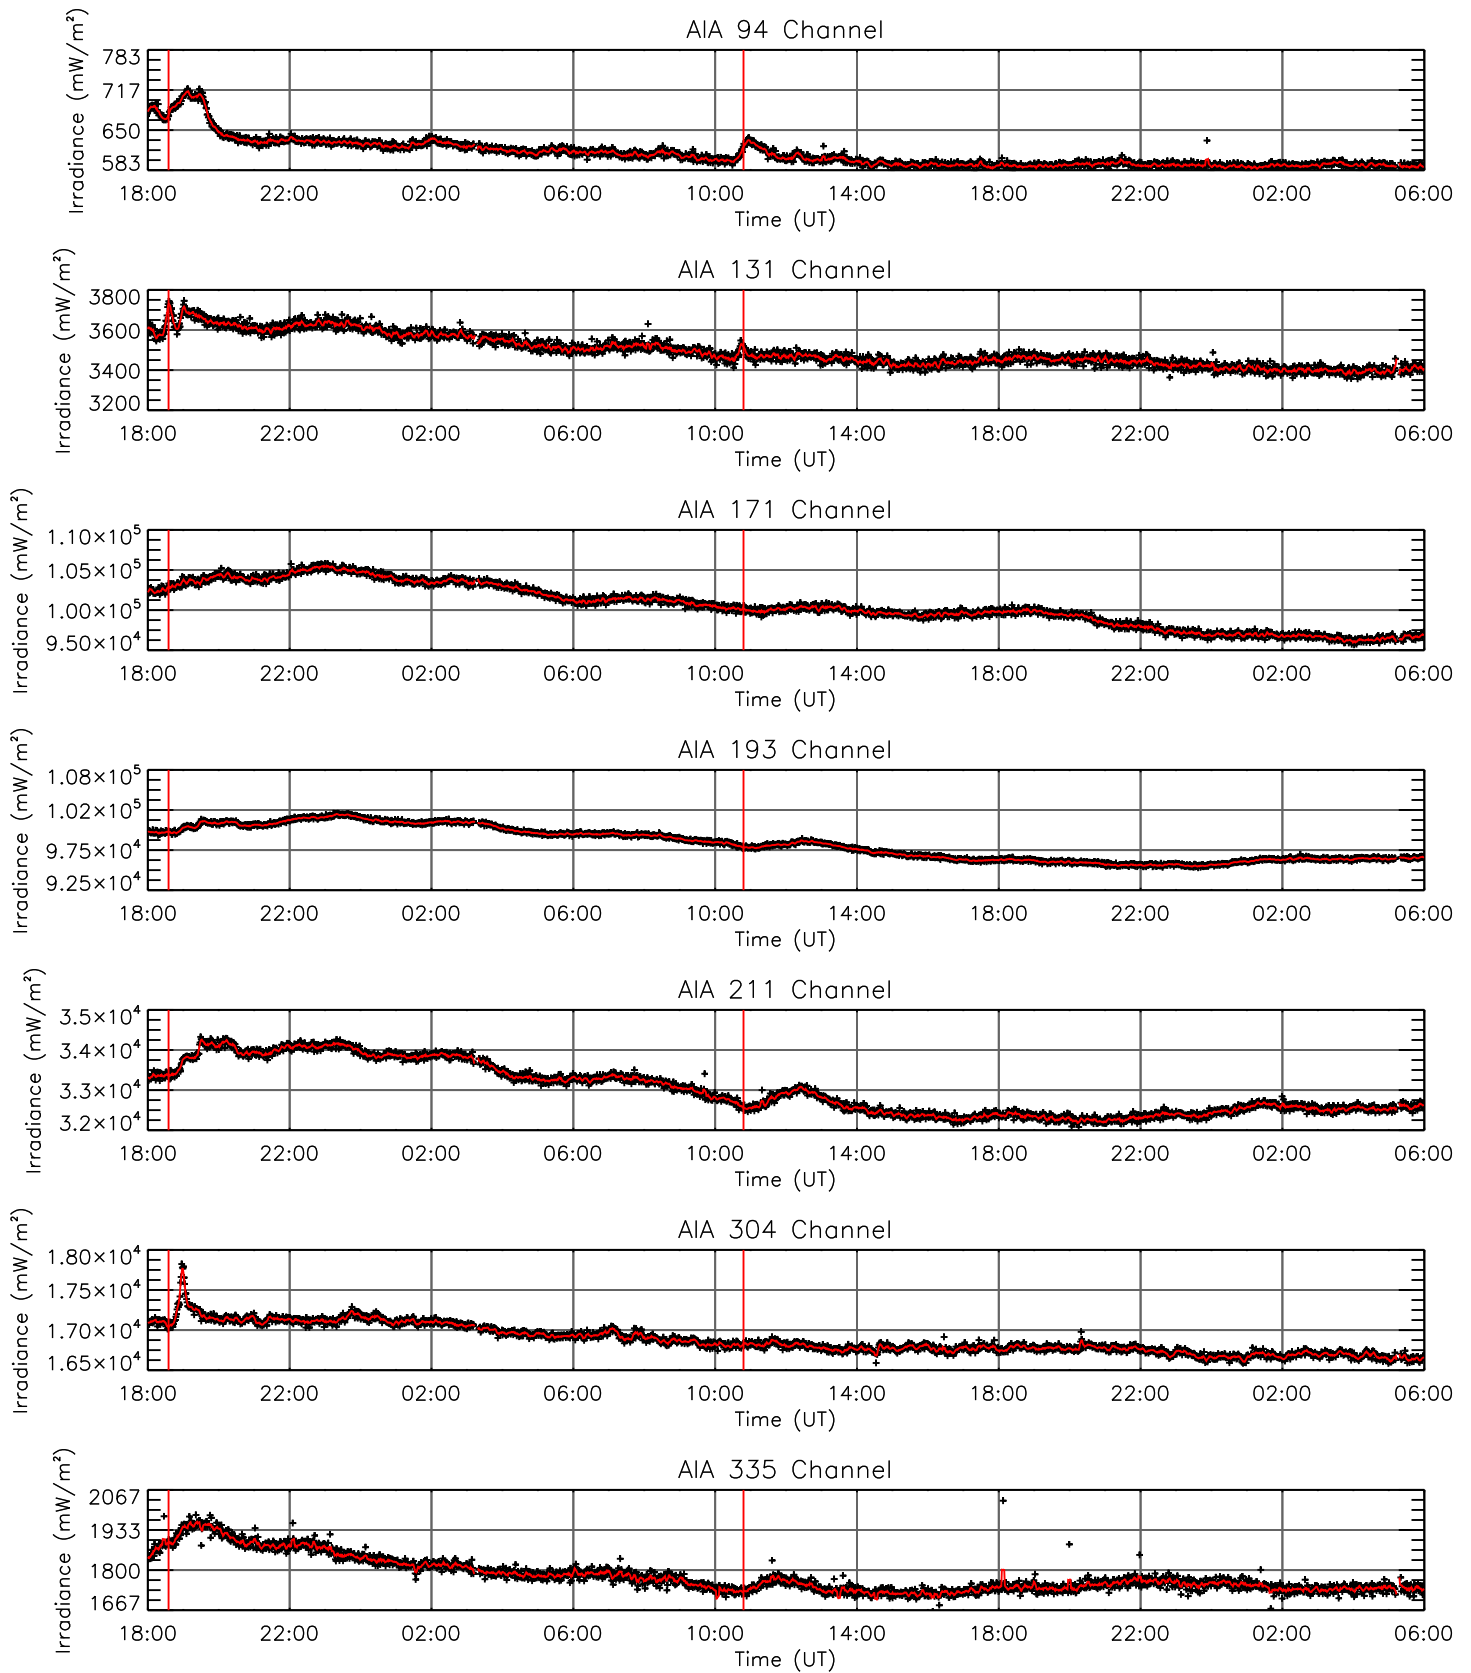 AIA 94 Channel
Irradiance (mW/m²)
783
717
650
583
18:00 22:00 02:00 06:00 10:00 14:00 18:00 22:00 02:00 06:00
Time (UT)
AIA 131 Channel
Irradiance (mW/m²)
3800
3600
3400
3200
18:00 22:00 02:00 06:00 10:00 14:00 18:00 22:00 02:00 06:00
Time (UT)
AIA 171 Channel
Irradiance (mW/m²)
1.10×10⁵
1.05×10⁵
1.00×10⁵
9.50×10⁴
18:00 22:00 02:00 06:00 10:00 14:00 18:00 22:00 02:00 06:00
Time (UT)
AIA 193 Channel
Irradiance (mW/m²)
1.08×10⁵
1.02×10⁵
9.75×10⁴
9.25×10⁴
18:00 22:00 02:00 06:00 10:00 14:00 18:00 22:00 02:00 06:00
Time (UT)
AIA 211 Channel
Irradiance (mW/m²)
3.5×10⁴
3.4×10⁴
3.3×10⁴
3.2×10⁴
18:00 22:00 02:00 06:00 10:00 14:00 18:00 22:00 02:00 06:00
Time (UT)
AIA 304 Channel
Irradiance (mW/m²)
1.80×10⁴
1.75×10⁴
1.70×10⁴
1.65×10⁴
18:00 22:00 02:00 06:00 10:00 14:00 18:00 22:00 02:00 06:00
Time (UT)
AIA 335 Channel
Irradiance (mW/m²)
2067
1933
1800
1667
18:00 22:00 02:00 06:00 10:00 14:00 18:00 22:00 02:00 06:00
Time (UT)